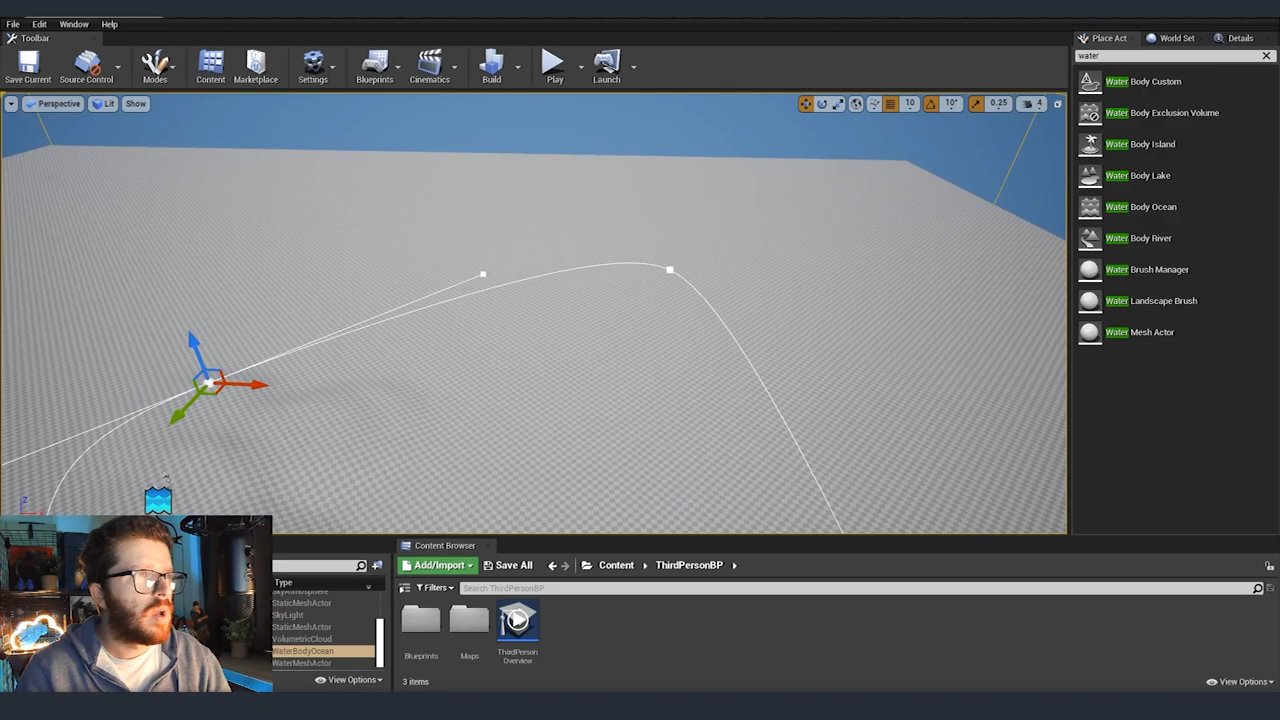 File Edit Window Help
Toolbar
Save Current Source Control Modes Content Marketplace Settings Blueprints Cinematics Build Play Launch
Perspective Lit Show
10 10° 0.25 4
Place Act World Set Details
water
Water Body Custom
Water Body Exclusion Volume
Water Body Island
Water Body Lake
Water Body Ocean
Water Body River
Water Brush Manager
Water Landscape Brush
Water Mesh Actor
Z
Type
SkyAtmosphere
StaticMeshActor
SkyLight
StaticMeshActor
VolumetricCloud
WaterBodyOcean
WaterMeshActor
View Options
Content Browser
Add/Import Save All Content ThirdPersonBP
Filters Search ThirdPersonBP
Blueprints Maps ThirdPerson
Overview
3 items View Options